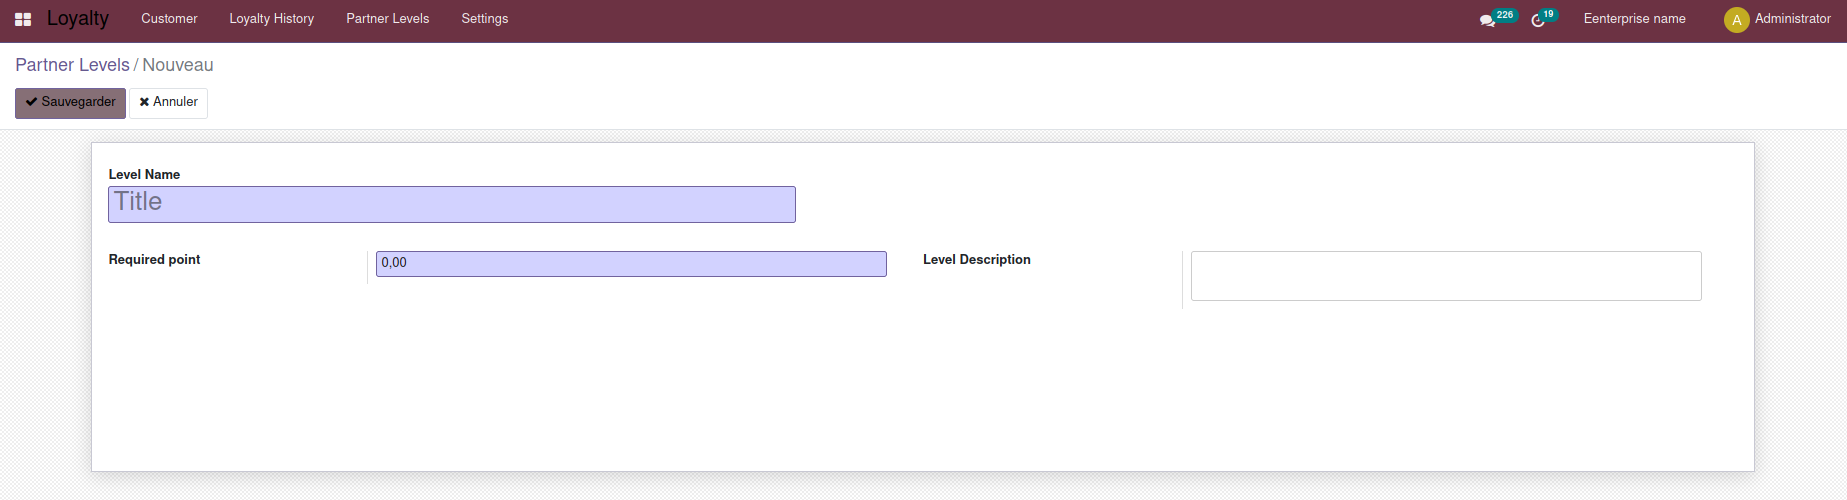 Loyalty Customer Loyalty History Partner Levels Settings 226 19 Eenterprise name A Administrator
Partner Levels / Nouveau
Sauvegarder Annuler
Level Name
Title
Required point 0,00 Level Description